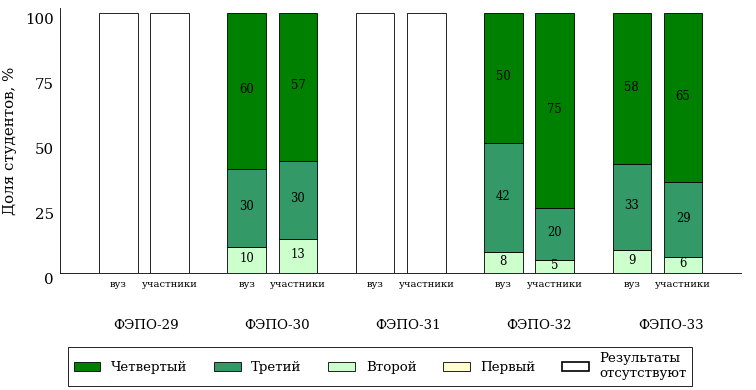 Доля студентов, %
100
75
50
25
0
60 57 50 75 58 65
30 30 42 20 33 29
10 13 8 5 9 6
вуз участники вуз участники вуз участники вуз участники вуз участники
ФЭПО-29 ФЭПО-30 ФЭПО-31 ФЭПО-32 ФЭПО-33
Четвертый Третий Второй Первый Результаты
отсутствуют